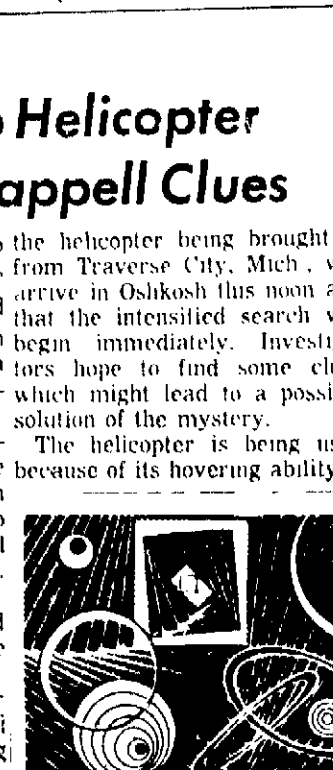 Helicopter
appell Clues
the helicopter being brought
from Traverse City, Mich,
arrive in Oshkosh this noon a
that the intensified search
begin immediately. Investi
tors hope to find some clu
which might lead to a possi
solution of the mystery.
The helicopter is being us
because of its hovering ability